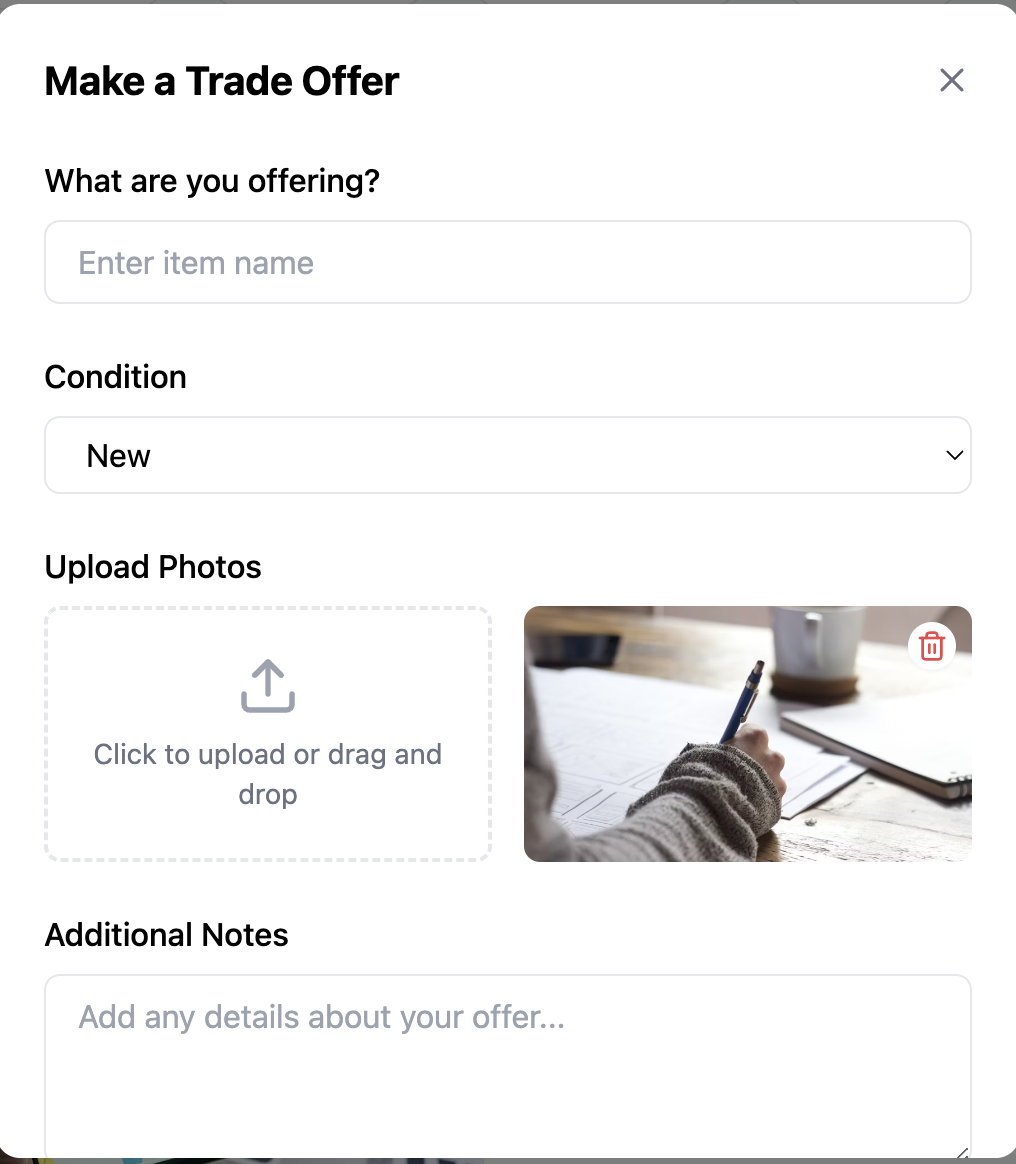 Make a Trade Offer
What are you offering?
Enter item name
Condition
New
Upload Photos
Click to upload or drag and
drop
Additional Notes
Add any details about your offer...